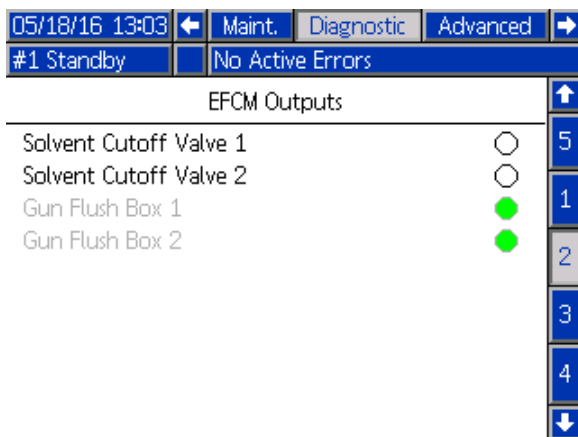 05/18/16 13:03 Maint. Diagnostic Advanced
#1 Standby No Active Errors
EFCM Outputs
Solvent Cutoff Valve 1
Solvent Cutoff Valve 2
Gun Flush Box 1
Gun Flush Box 2
5
1
2
3
4